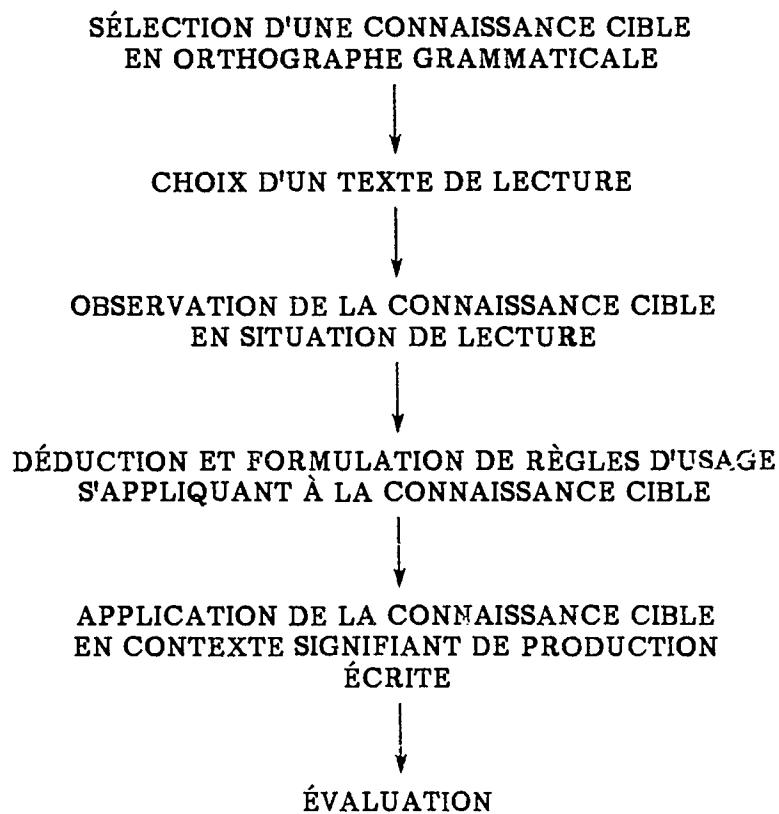 SÉLECTION D'UNE CONNAISSANCE CIBLE
EN ORTHOGRAPHE GRAMMATICALE
CHOIX D'UN TEXTE DE LECTURE
OBSERVATION DE LA CONNAISSANCE CIBLE
EN SITUATION DE LECTURE
DÉDUCTION ET FORMULATION DE RÈGLES D'USAGE
S'APPLIQUANT À LA CONNAISSANCE CIBLE
APPLICATION DE LA CONNAISSANCE CIBLE
EN CONTEXTE SIGNIFIANT DE PRODUCTION
ÉCRITE
ÉVALUATION